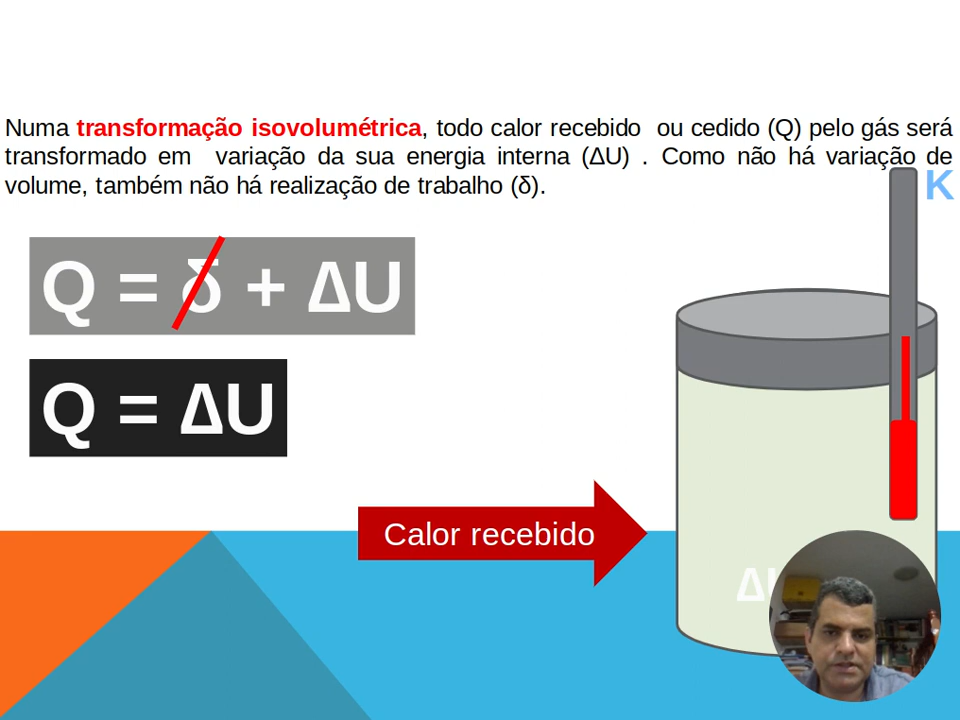 Numa transformação isovolumétrica, todo calor recebido  ou cedido (Q) pelo gás será
transformado em  variação da sua energia interna (ΔU) . Como não há variação de
volume, também não há realização de trabalho (δ).
K
Q = δ + ΔU
Q = ΔU
Calor recebido
ΔU